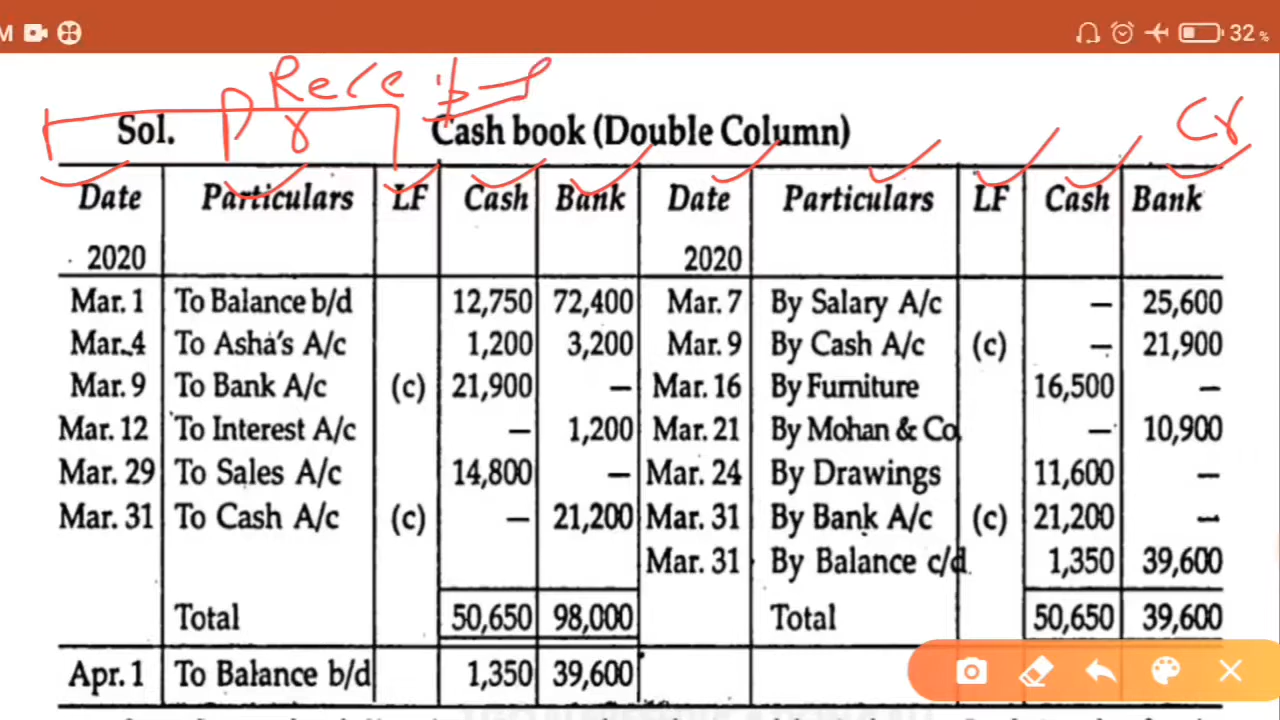 M 32%
Receipt
Sol. Dr Cash book (Double Column) Cr
Date Particulars LF Cash Bank Date Particulars LF Cash Bank
2020 2020
Mar. 1 To Balance b/d 12,750 72,400 Mar. 7 By Salary A/c – 25,600
Mar. 4 To Asha's A/c 1,200 3,200 Mar. 9 By Cash A/c (c) – 21,900
Mar. 9 To Bank A/c (c) 21,900 – Mar. 16 By Furniture 16,500 –
Mar. 12 To Interest A/c – 1,200 Mar. 21 By Mohan & Co. – 10,900
Mar. 29 To Sales A/c 14,800 – Mar. 24 By Drawings 11,600 –
Mar. 31 To Cash A/c (c) – 21,200 Mar. 31 By Bank A/c (c) 21,200 –
Mar. 31 By Balance c/d 1,350 39,600
Total 50,650 98,000 Total 50,650 39,600
Apr. 1 To Balance b/d 1,350 39,600